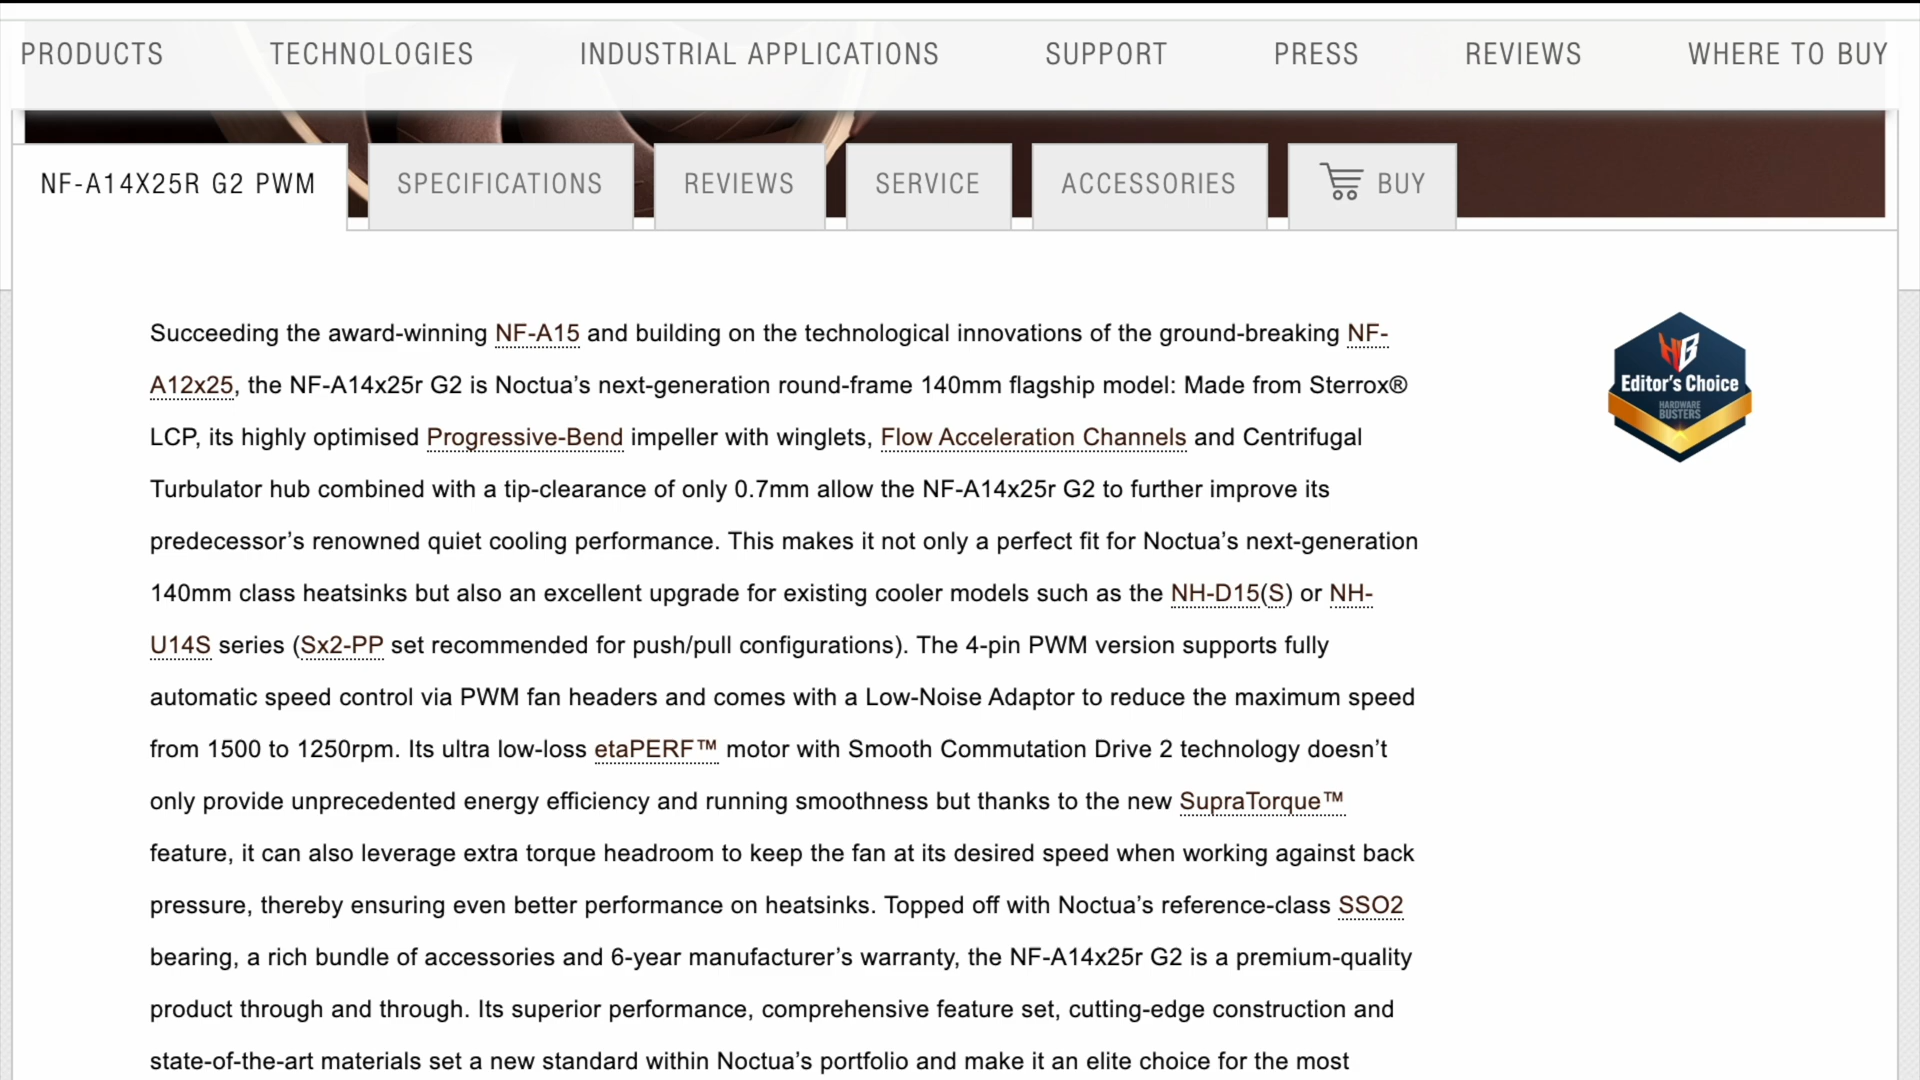 PRODUCTS TECHNOLOGIES INDUSTRIAL APPLICATIONS SUPPORT PRESS REVIEWS WHERE TO BUY
NF-A14X25R G2 PWM SPECIFICATIONS REVIEWS SERVICE ACCESSORIES BUY
Succeeding the award-winning NF-A15 and building on the technological innovations of the ground-breaking NF-
A12x25, the NF-A14x25r G2 is Noctua’s next-generation round-frame 140mm flagship model: Made from Sterrox®
LCP, its highly optimised Progressive-Bend impeller with winglets, Flow Acceleration Channels and Centrifugal
Turbulator hub combined with a tip-clearance of only 0.7mm allow the NF-A14x25r G2 to further improve its
predecessor’s renowned quiet cooling performance. This makes it not only a perfect fit for Noctua’s next-generation
140mm class heatsinks but also an excellent upgrade for existing cooler models such as the NH-D15(S) or NH-
U14S series (Sx2-PP set recommended for push/pull configurations). The 4-pin PWM version supports fully
automatic speed control via PWM fan headers and comes with a Low-Noise Adaptor to reduce the maximum speed
from 1500 to 1250rpm. Its ultra low-loss etaPERF™ motor with Smooth Commutation Drive 2 technology doesn’t
only provide unprecedented energy efficiency and running smoothness but thanks to the new SupraTorque™
feature, it can also leverage extra torque headroom to keep the fan at its desired speed when working against back
pressure, thereby ensuring even better performance on heatsinks. Topped off with Noctua’s reference-class SSO2
bearing, a rich bundle of accessories and 6-year manufacturer’s warranty, the NF-A14x25r G2 is a premium-quality
product through and through. Its superior performance, comprehensive feature set, cutting-edge construction and
state-of-the-art materials set a new standard within Noctua’s portfolio and make it an elite choice for the most
HB
Editor's Choice
HARDWARE
BUSTERS